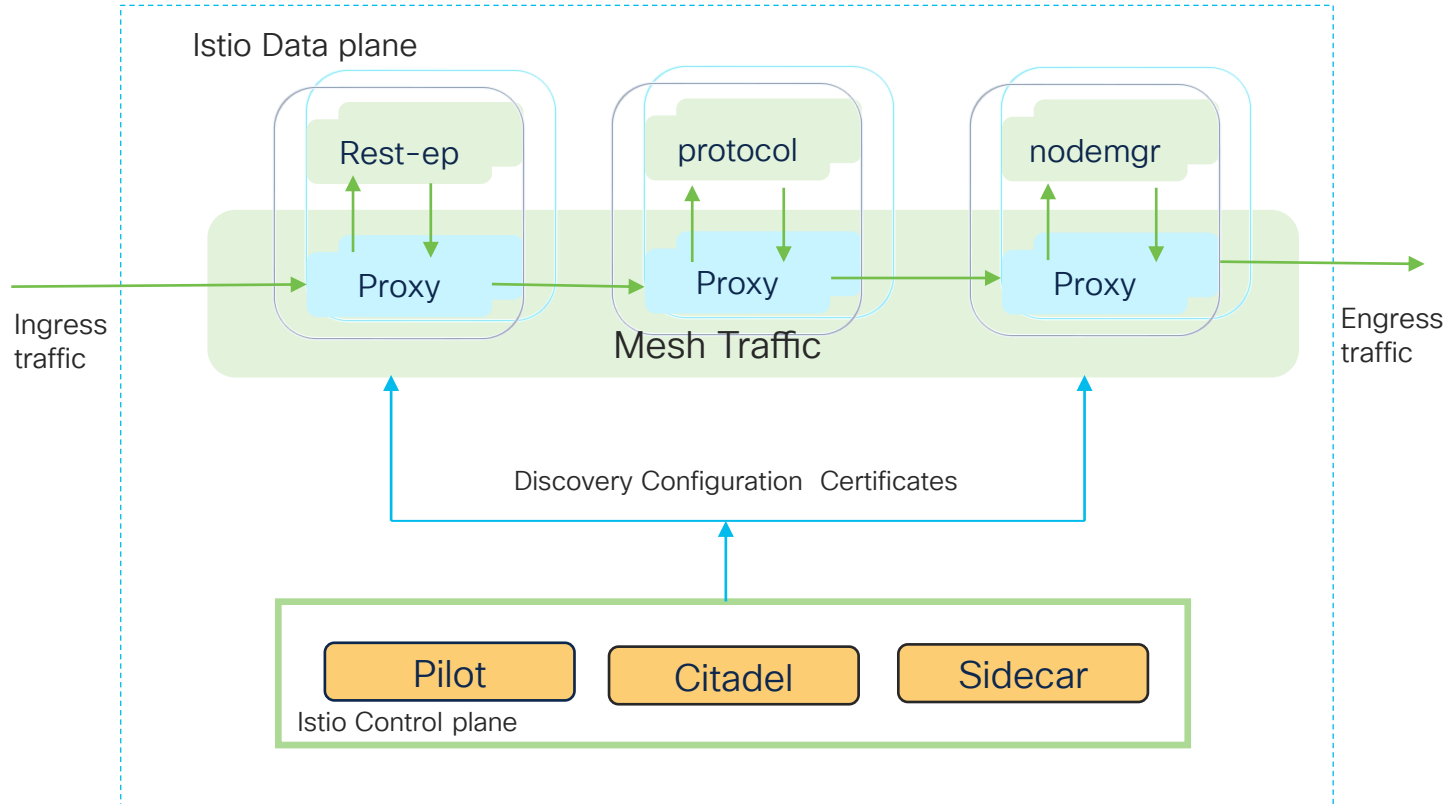 Istio Data plane
Rest-ep
protocol
nodemgr
Proxy
Proxy
Proxy
Ingress
traffic
Mesh Traffic
Engress
traffic
Discovery Configuration  Certificates
Pilot
Citadel
Sidecar
Istio Control plane